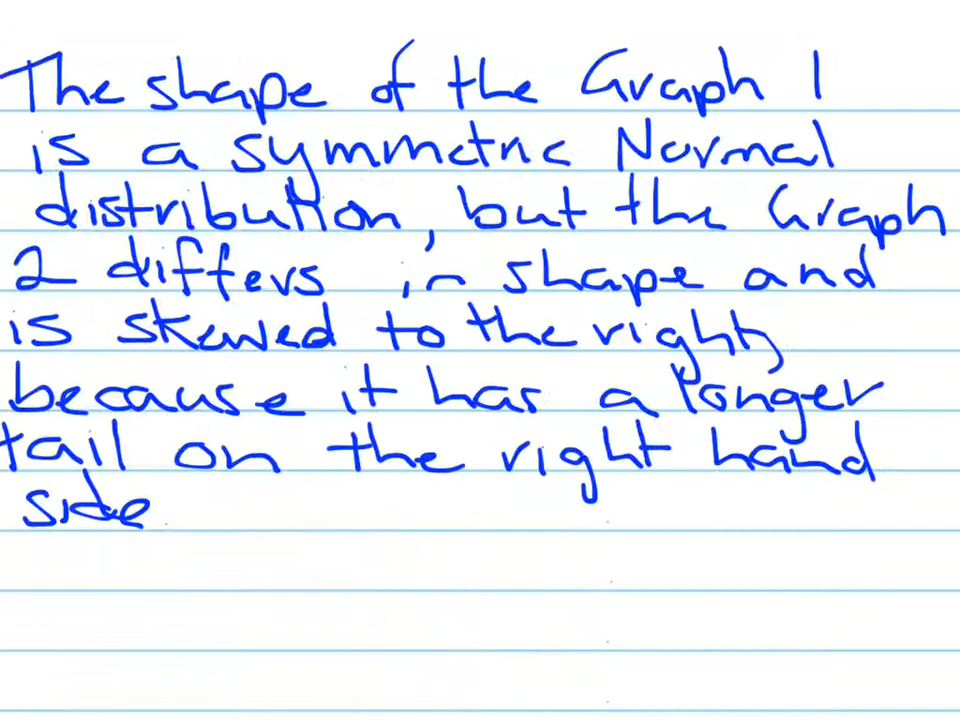 The shape of the Graph 1
is a symmetric Normal
distribution, but the Graph
2 differs in shape and
is skewed to the right,
because it has a longer
tail on the right hand
side